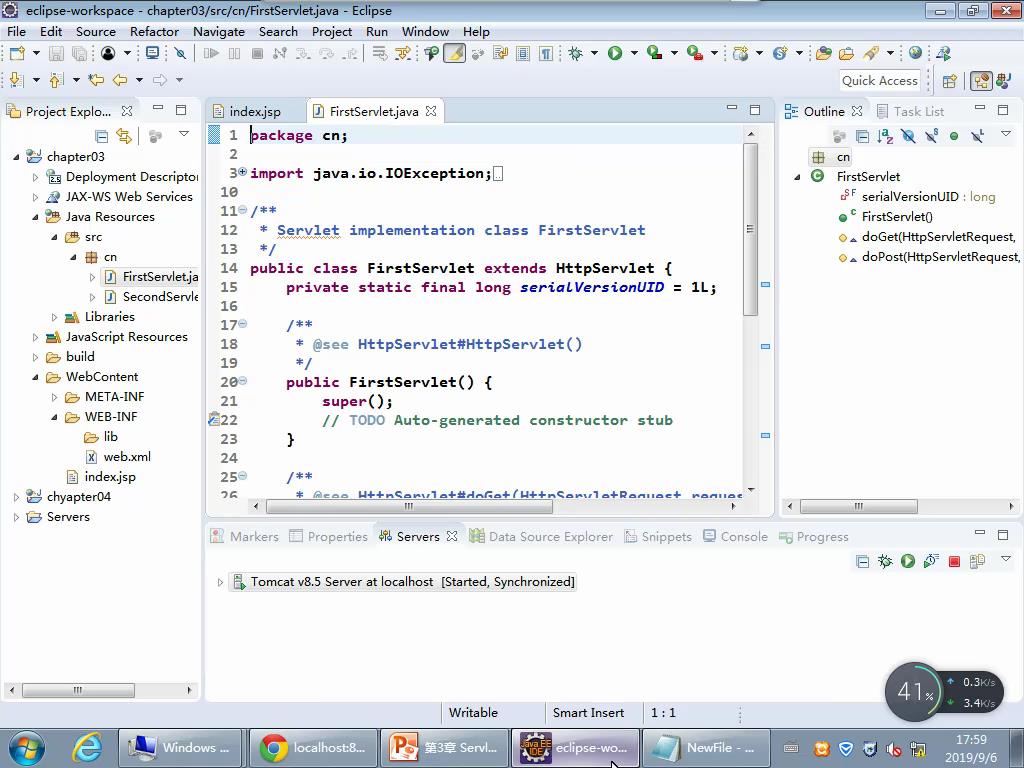 eclipse-workspace - chapter03/src/cn/FirstServlet.java - Eclipse
File Edit Source Refactor Navigate Search Project Run Window Help
Quick Access
Project Explo...
chapter03
Deployment Descripto
JAX-WS Web Services
Java Resources
src
cn
FirstServlet.ja
SecondServle
Libraries
JavaScript Resources
build
WebContent
META-INF
WEB-INF
lib
web.xml
index.jsp
chyapter04
Servers
index.jsp FirstServlet.java
1 package cn;
2
3 import java.io.IOException;
10
11 /**
12 * Servlet implementation class FirstServlet
13 */
14 public class FirstServlet extends HttpServlet {
15 private static final long serialVersionUID = 1L;
16
17 /**
18 * @see HttpServlet#HttpServlet()
19 */
20 public FirstServlet() {
21 super();
22 // TODO Auto-generated constructor stub
23 }
24
25 /**
26 * @see HttpServlet#doGet(HttpServletRequest reques
Outline Task List
cn
FirstServlet
serialVersionUID : long
FirstServlet()
doGet(HttpServletRequest,
doPost(HttpServletRequest,
Markers Properties Servers Data Source Explorer Snippets Console Progress
Tomcat v8.5 Server at localhost [Started, Synchronized]
41%
0.3K/s
3.4K/s
Writable Smart Insert 1 : 1
Windows ...
localhost:8...
第3章 Servl...
eclipse-wo...
NewFile - ...
17:59
2019/9/6